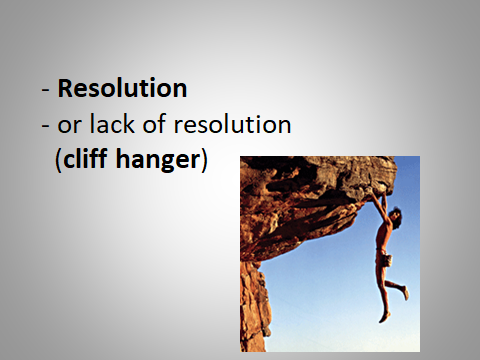 - Resolution
- or lack of resolution
(cliff hanger)